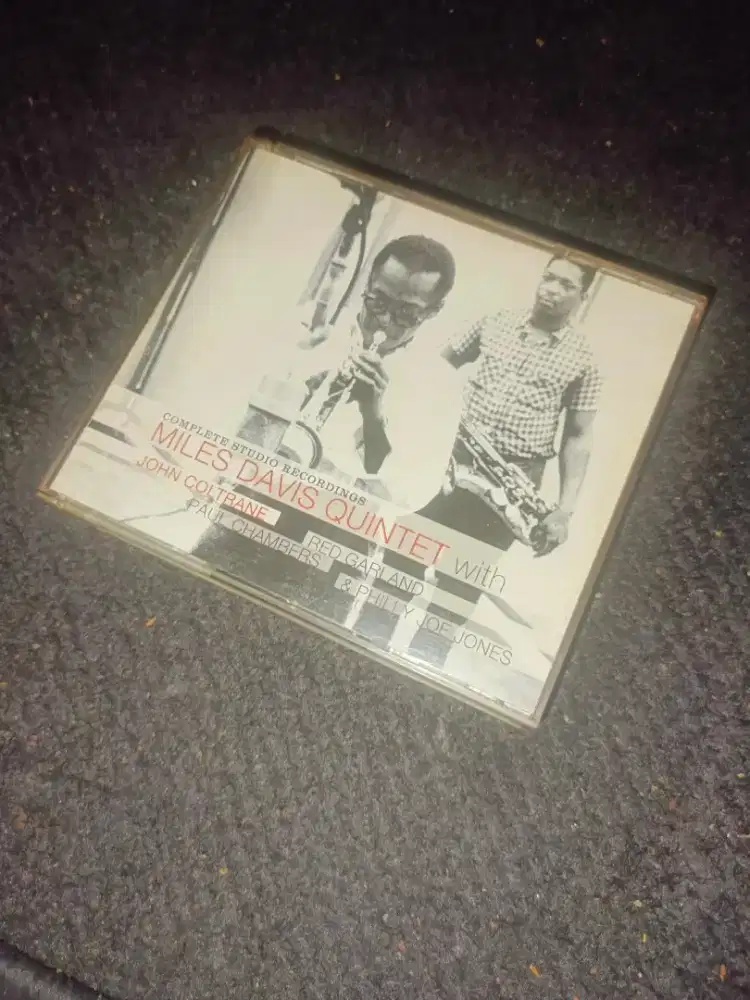 COMPLETE STUDIO RECORDINGS
MILES DAVIS QUINTET with
JOHN COLTRANE RED GARLAND
PAUL CHAMBERS & PHILLY JOE JONES